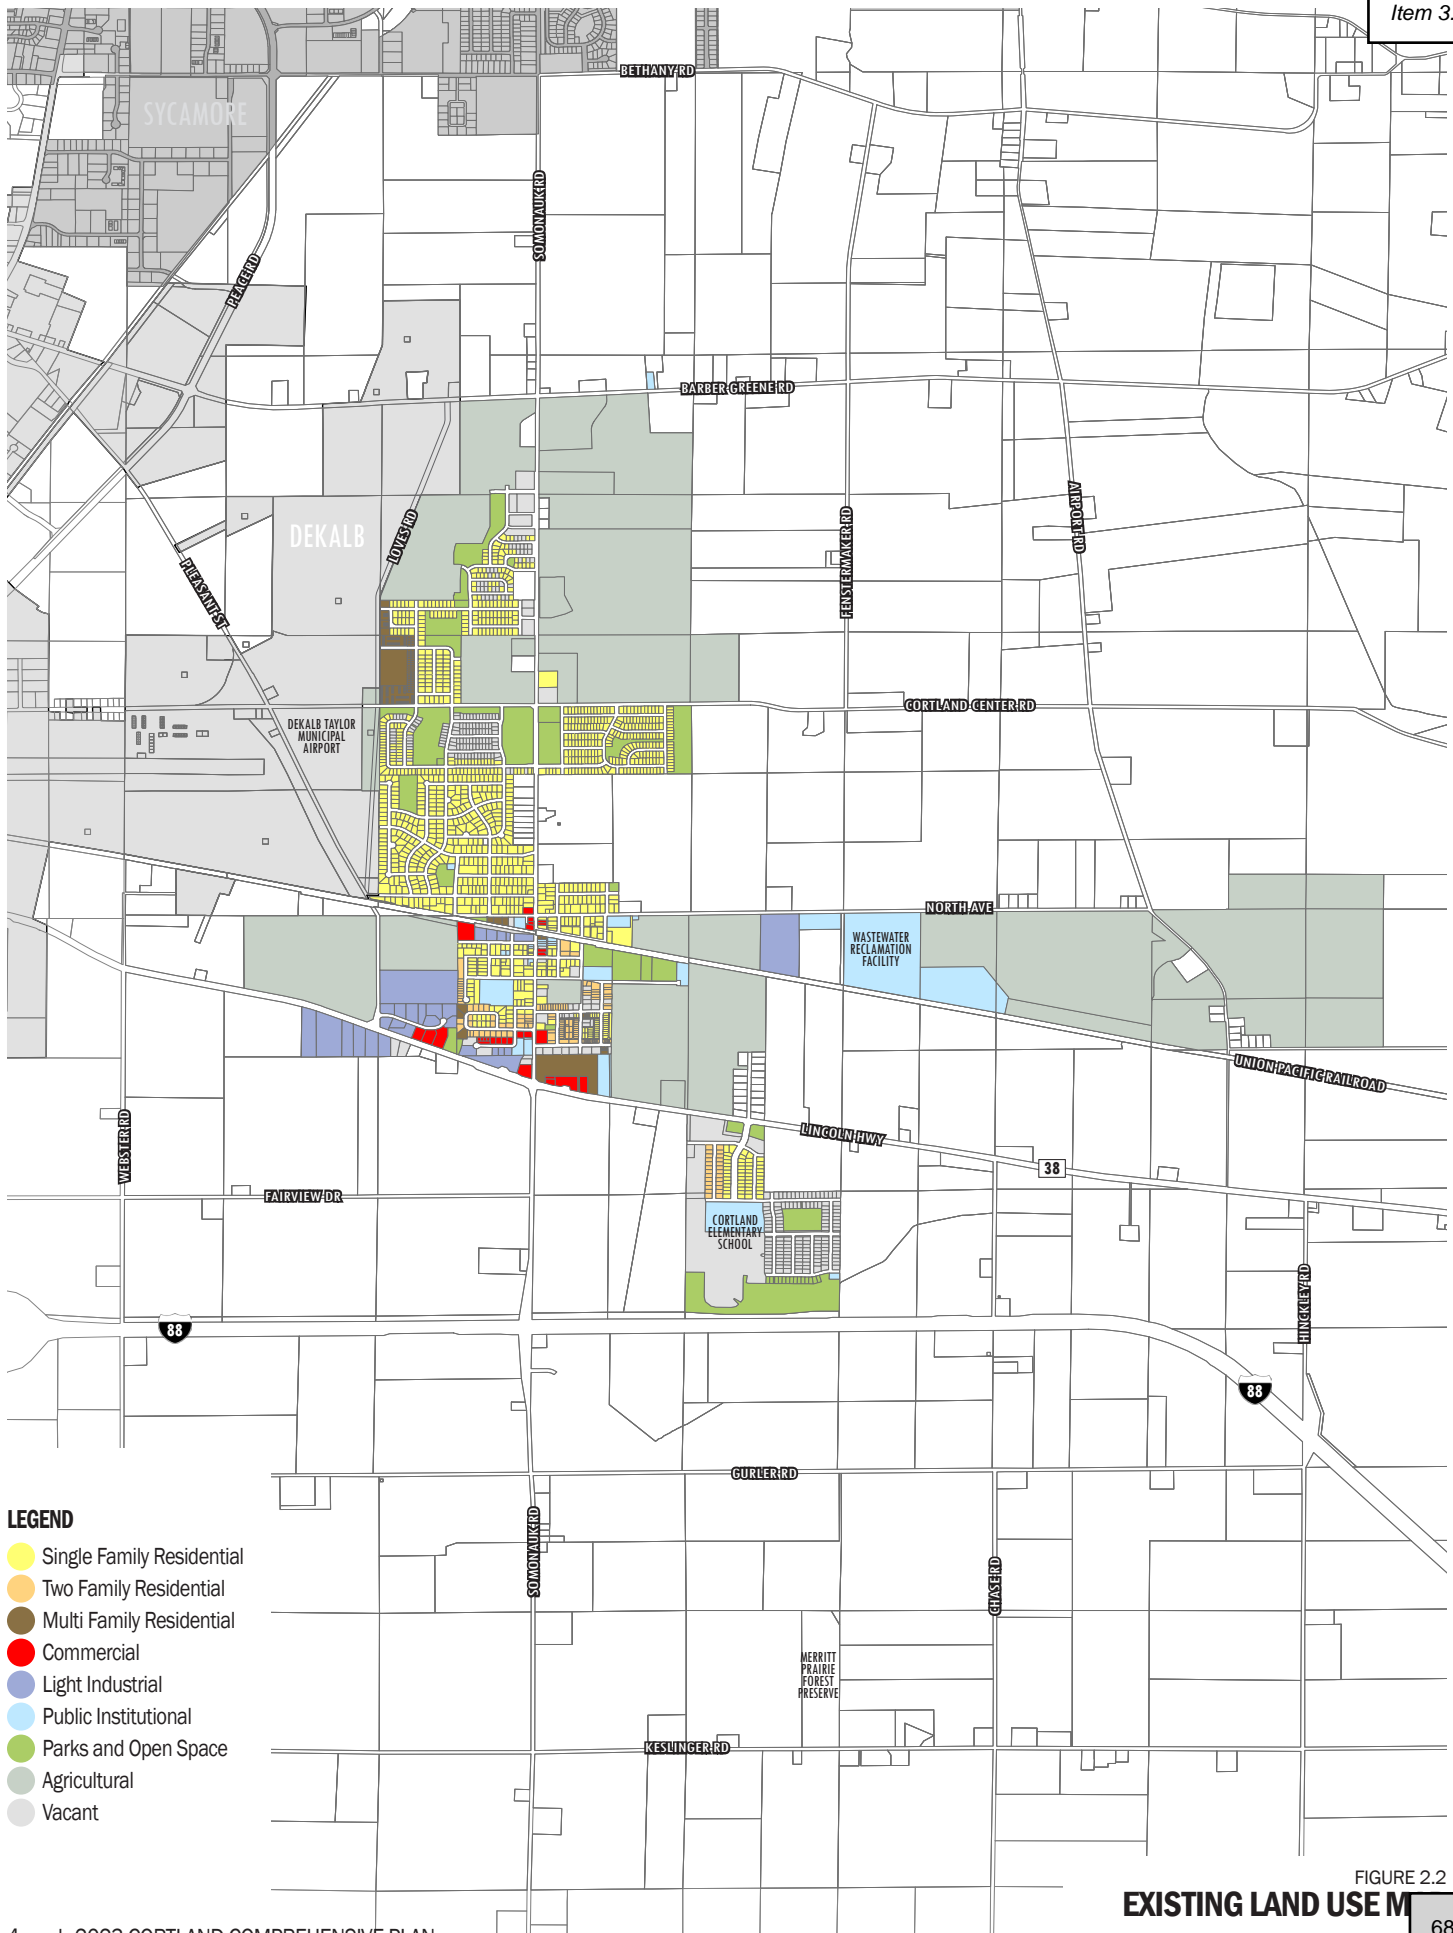 Item 3.
BETHANY RD
SYCAMORE
SOMONAUK RD
PEACE RD
BARBER GREENE RD
LOVES RD
DEKALB
FENSTERMAKER RD
AIRPORT RD
PLEASANT ST
CORTLAND CENTER RD
DEKALB TAYLOR
MUNICIPAL
AIRPORT
NORTH AVE
WASTEWATER
RECLAMATION
FACILITY
UNION PACIFIC RAILROAD
WEBSTER RD
LINCOLN HWY
38
FAIRVIEW DR
CORTLAND
ELEMENTARY
SCHOOL
HINCKLEY RD
88
88
GURLER RD
LEGEND
Single Family Residential
Two Family Residential
Multi Family Residential
Commercial
Light Industrial
Public Institutional
Parks and Open Space
Agricultural
Vacant
SOMONAUK RD
CHASE RD
MERRITT
PRAIRIE
FOREST
PRESERVE
KESLINGER RD
FIGURE 2.2
EXISTING LAND USE M
68
2023 CORTLAND COMPREHENSIVE PLAN